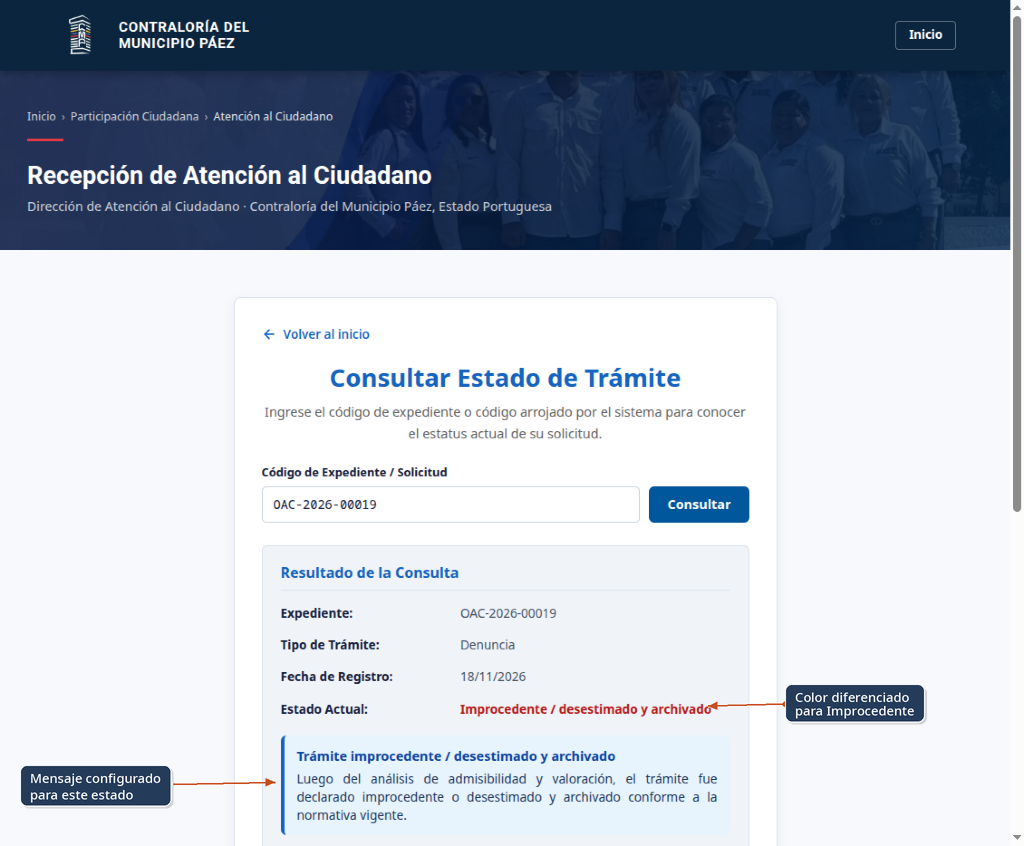 CONTRALORÍA DEL
MUNICIPIO PÁEZ
Inicio
Inicio › Participación Ciudadana › Atención al Ciudadano
Recepción de Atención al Ciudadano
Dirección de Atención al Ciudadano · Contraloría del Municipio Páez, Estado Portuguesa
← Volver al inicio
Consultar Estado de Trámite
Ingrese el código de expediente o código arrojado por el sistema para conocer
el estatus actual de su solicitud.
Código de Expediente / Solicitud
OAC-2026-00019
Consultar
Resultado de la Consulta
Expediente: OAC-2026-00019
Tipo de Trámite: Denuncia
Fecha de Registro: 18/11/2026
Estado Actual: Improcedente / desestimado y archivado
Color diferenciado
para Improcedente
Trámite improcedente / desestimado y archivado
Luego del análisis de admisibilidad y valoración, el trámite fue
declarado improcedente o desestimado y archivado conforme a la
normativa vigente.
Mensaje configurado
para este estado